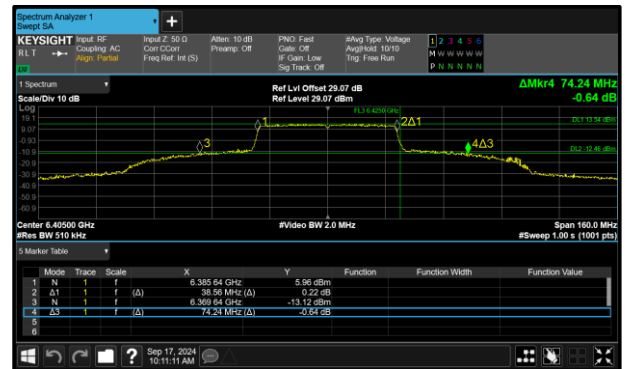 Spectrum Analyzer 1
Swept SA
+
KEYSIGHT Input: RF Input Z: 50 Ω Atten: 10 dB PNO: Fast #Avg Type: Voltage 1 2 3 4 5 6
RLT Coupling: AC Corr CCorr Preamp: Off Gate: Off Avg|Hold: 10/10 M W W W W W
Align: Partial Freq Ref: Int (S) IF Gain: Low Trig: Free Run
Sig Track: Off P N N N N N
1 Spectrum Ref Lvl Offset 29.07 dB ΔMkr4 74.24 MHz
Scale/Div 10 dB Ref Level 29.07 dBm -0.64 dB
Log
19.1
9.07
-0.93
-10.9
-20.9
-30.9
-40.9
-50.9
-60.9
FL3 6.4250 GHz
1
2Δ1
DL1 13.54 dBm
3
4Δ3
DL2 -12.46 dBm
Center 6.40500 GHz #Video BW 2.0 MHz Span 160.0 MHz
#Res BW 510 kHz #Sweep 1.00 s (1001 pts)
5 Marker Table
Mode Trace Scale X Y Function Function Width Function Value
1 N 1 f 6.385 64 GHz 5.96 dBm
2 Δ1 1 f (Δ) 38.56 MHz (Δ) 0.22 dB
3 N 1 f 6.369 64 GHz -13.12 dBm
4 Δ3 1 f (Δ) 74.24 MHz (Δ) -0.64 dB
5
6
? Sep 17, 2024
10:11:11 AM